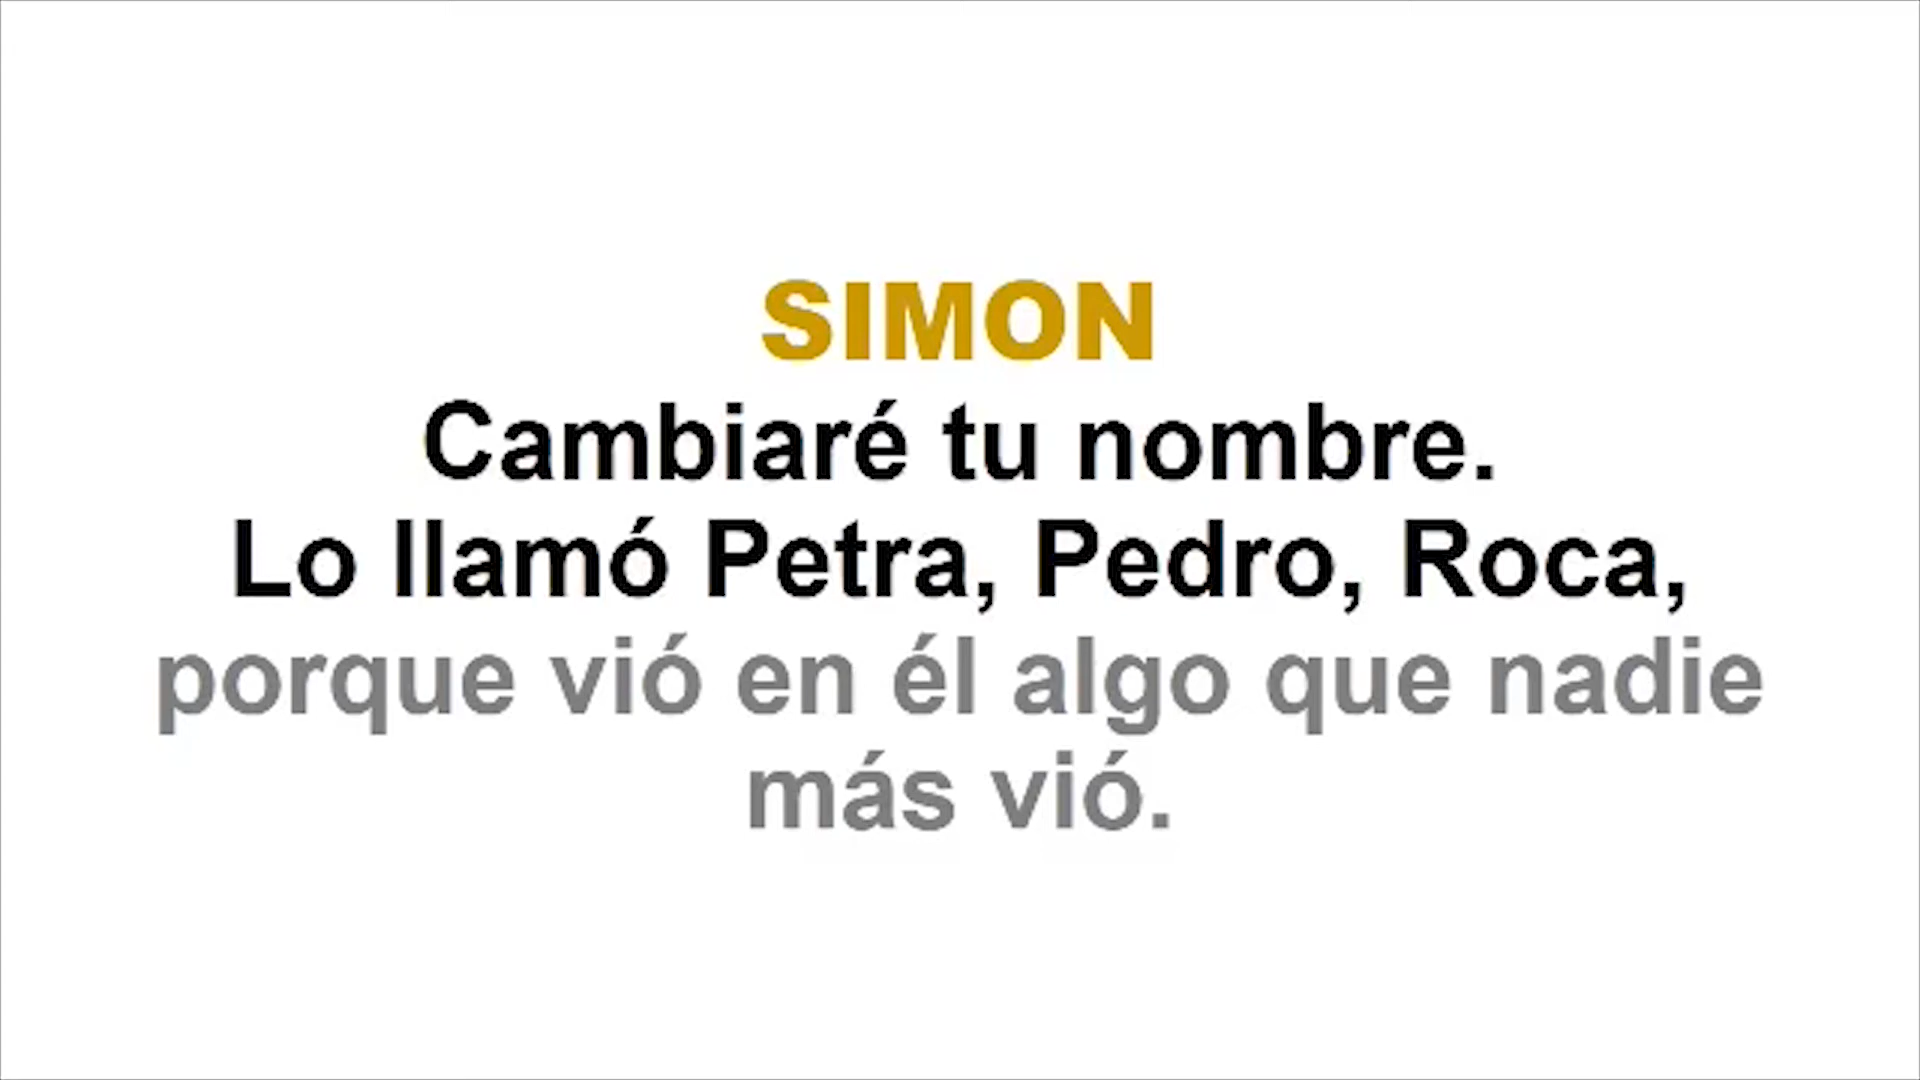 SIMON
Cambiaré tu nombre.
Lo llamó Petra, Pedro, Roca,
porque vió en él algo que nadie
más vió.